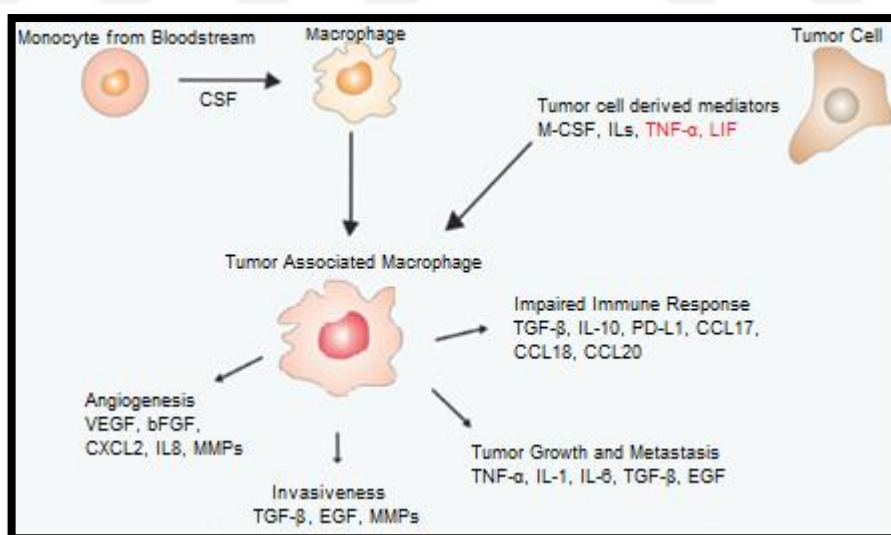 Monocyte from Bloodstream
Macrophage
Tumor Cell
CSF
Tumor cell derived mediators
M-CSF, ILs, TNF-α, LIF
Tumor Associated Macrophage
Impaired Immune Response
TGF-β, IL-10, PD-L1, CCL17,
CCL18, CCL20
Angiogenesis
VEGF, bFGF,
CXCL2, IL8, MMPs
Tumor Growth and Metastasis
TNF-α, IL-1, IL-6, TGF-β, EGF
Invasiveness
TGF-β, EGF, MMPs